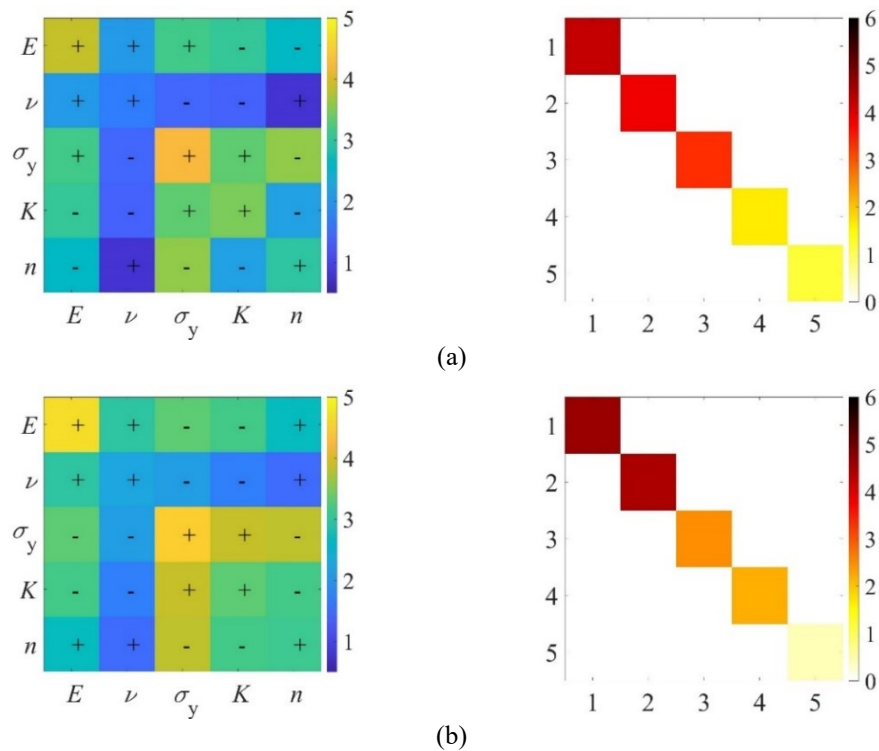 E + + + - - 5
ν + + - - + 4
σy + - + + - 3
K - - + + - 2
n - + - - + 1
E ν σy K n
1 6
2 5
3 4
4 3
5 2
1
0
1 2 3 4 5
(a)
E + + - - + 5
ν + + - - + 4
σy - - + + - 3
K - - + + - 2
n + + - - + 1
E ν σy K n
1 6
2 5
3 4
4 3
5 2
1
0
1 2 3 4 5
(b)